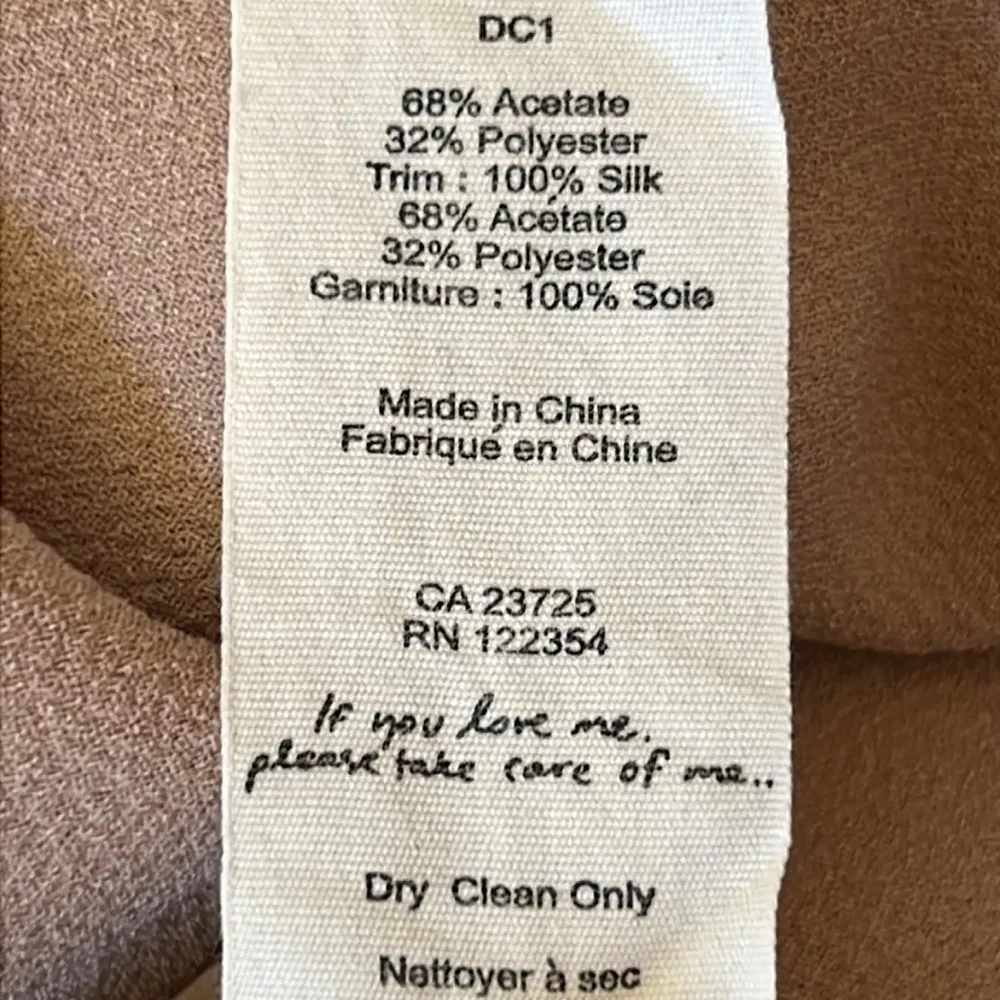 DC1
68% Acetate
32% Polyester
Trim : 100% Silk
68% Acétate
32% Polyester
Garniture : 100% Soie
Made in China
Fabriqué en Chine
CA 23725
RN 122354
If you love me.
please take care of me..
Dry Clean Only
Nettoyer à sec